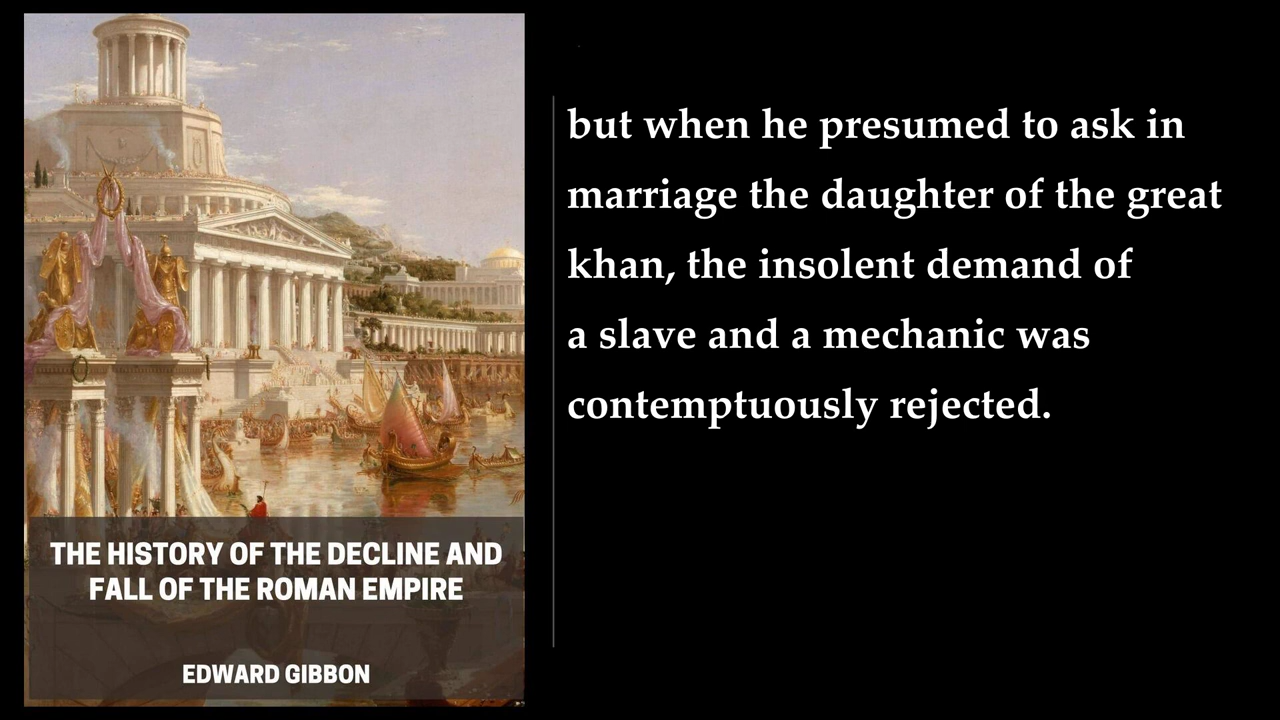 but when he presumed to ask in
marriage the daughter of the great
khan, the insolent demand of
a slave and a mechanic was
contemptuously rejected.
THE HISTORY OF THE DECLINE AND
FALL OF THE ROMAN EMPIRE
EDWARD GIBBON